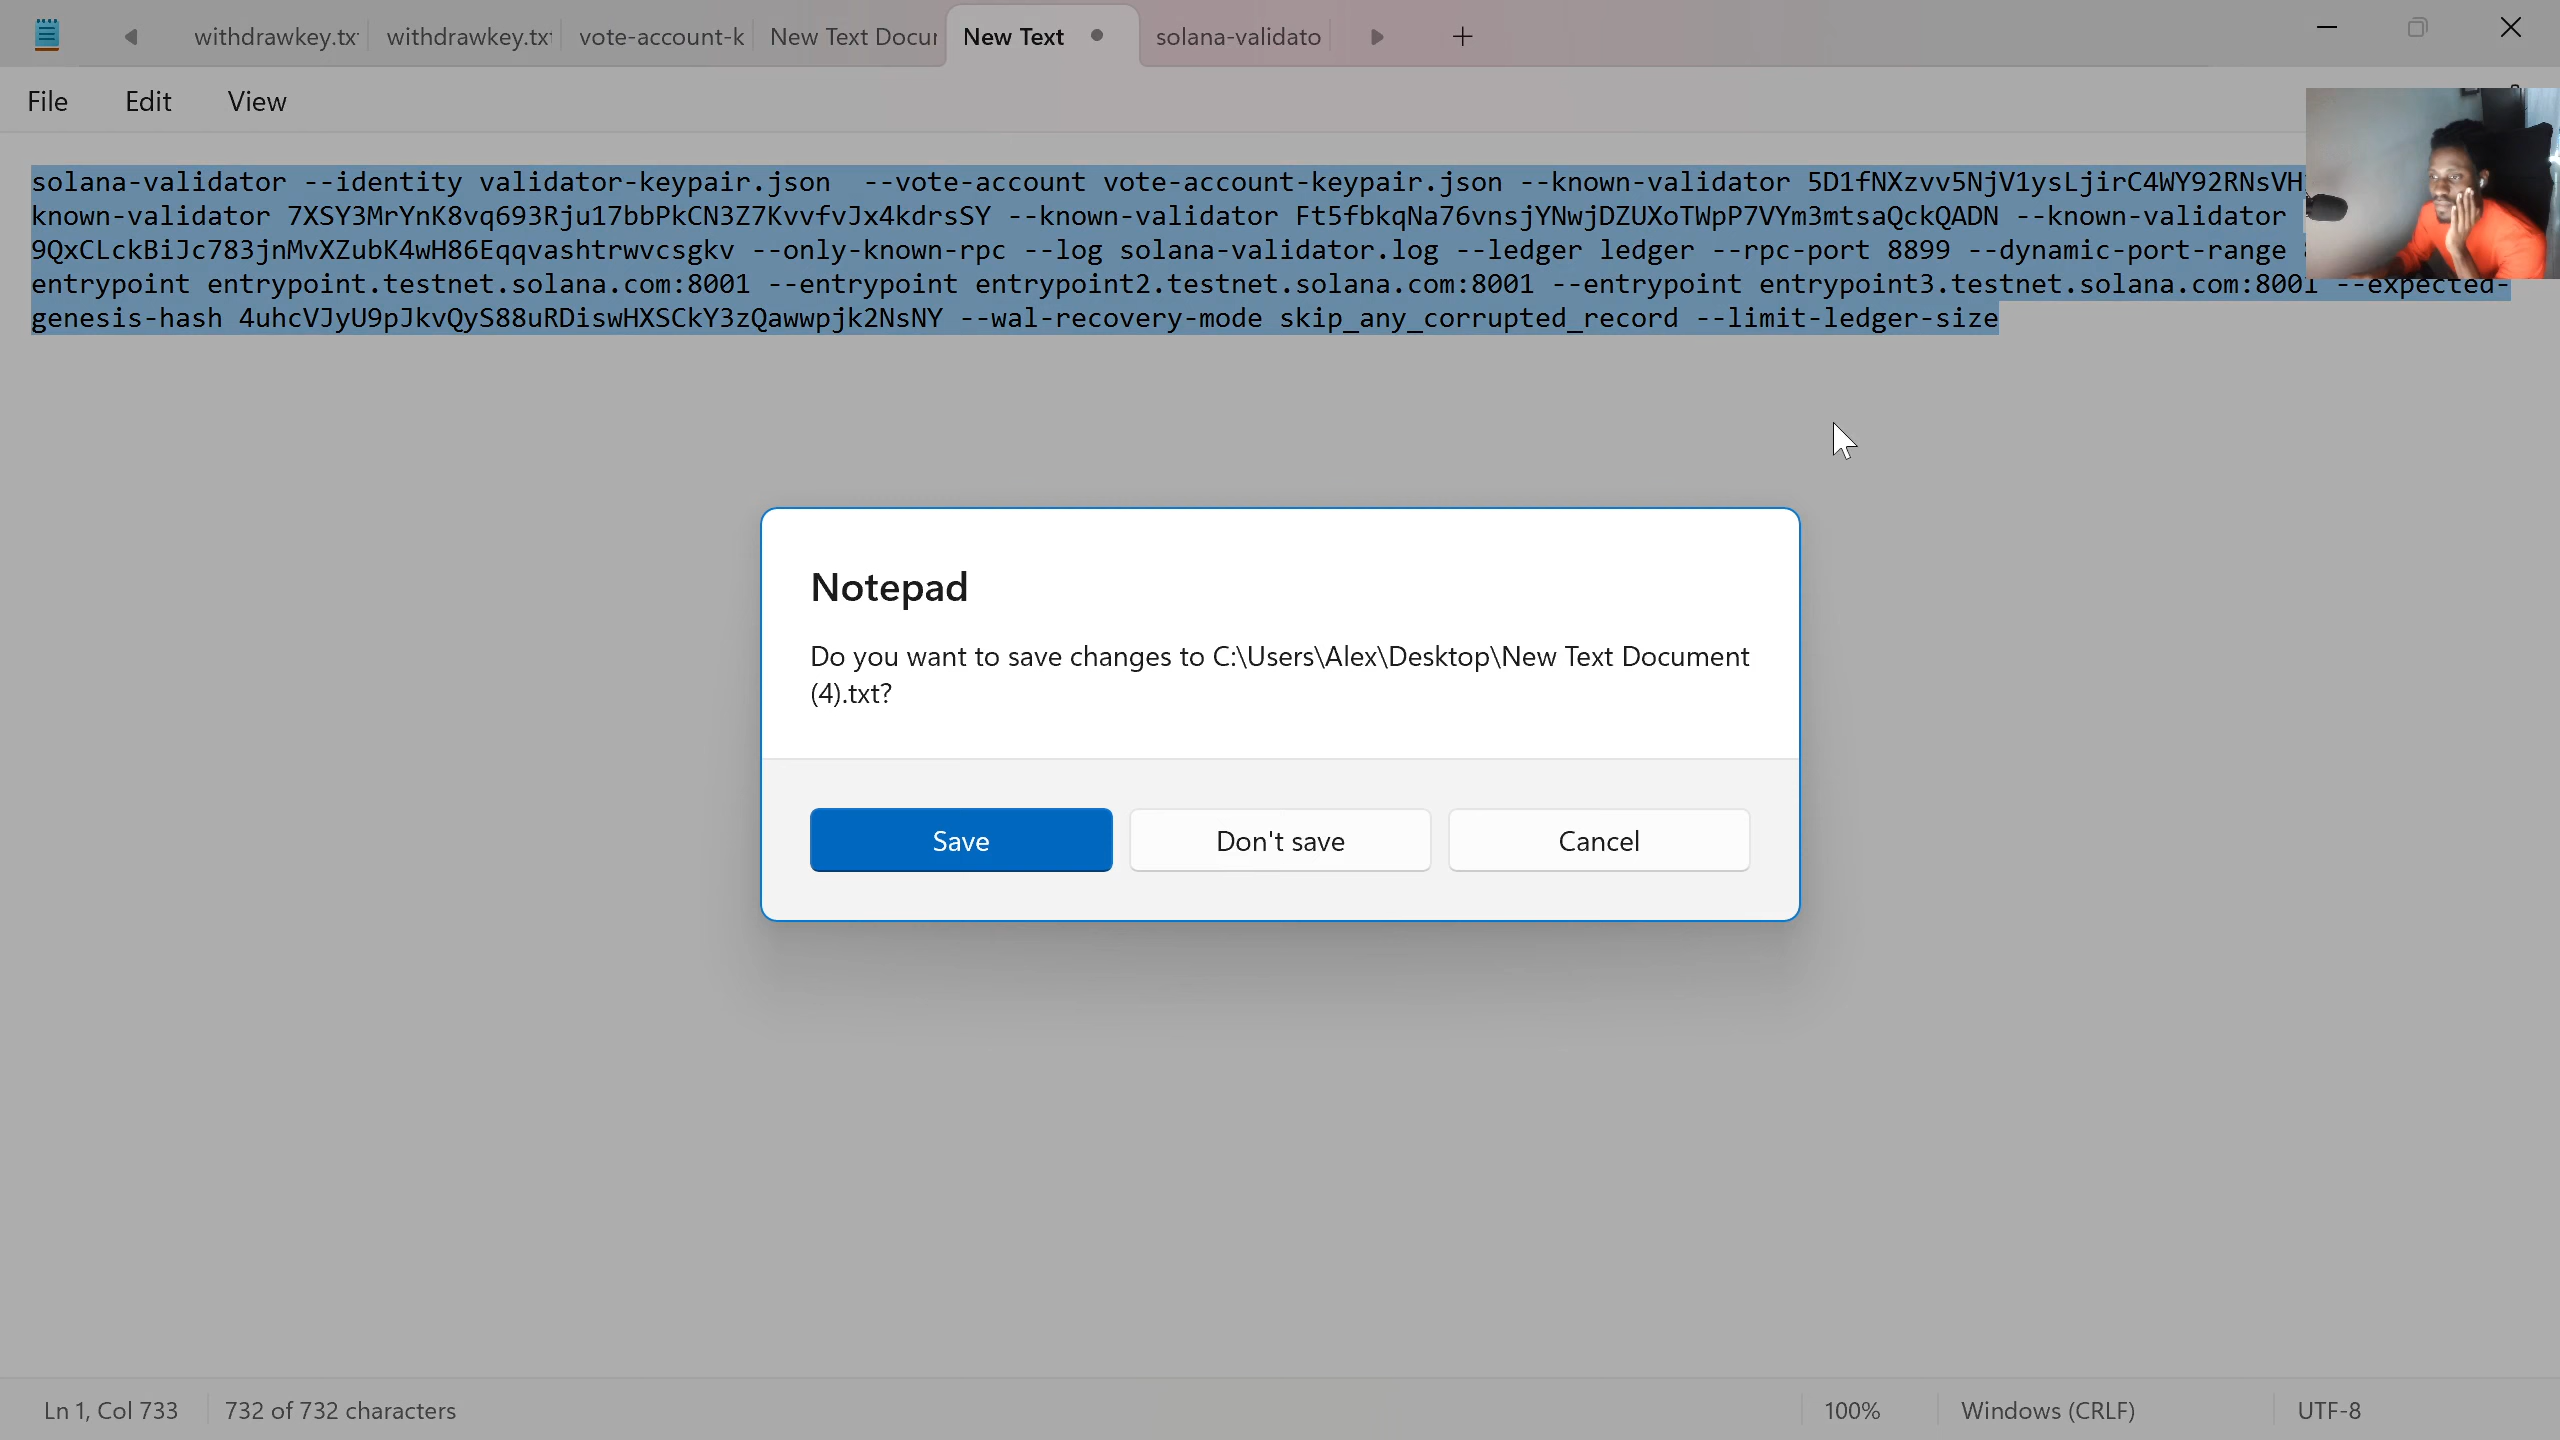 withdrawkey.tx
withdrawkey.tx
vote-account-k
New Text Docu
New Text
solana-validato
File
Edit
View
solana-validator --identity validator-keypair.json  --vote-account vote-account-keypair.json --known-validator 5D1fNXzvv5NjV1ysLjirC4WY92RNsVH
known-validator 7XSY3MrYnK8vq693Rju17bbPkCN3Z7KvvfvJx4kdrsSY --known-validator Ft5fbkqNa76vnsjYNwjDZUXoTWpP7VYm3mtsaQckQADN --known-validator
9QxCLckBiJc783jnMvXZubK4wH86Eqqvashtrwvcsgkv --only-known-rpc --log solana-validator.log --ledger ledger --rpc-port 8899 --dynamic-port-range
entrypoint entrypoint.testnet.solana.com:8001 --entrypoint entrypoint2.testnet.solana.com:8001 --entrypoint entrypoint3.testnet.solana.com:8001 --expected-
genesis-hash 4uhcVJyU9pJkvQyS88uRDiswHXSCkY3zQawwpjk2NsNY --wal-recovery-mode skip_any_corrupted_record --limit-ledger-size
Notepad
Do you want to save changes to C:\Users\Alex\Desktop\New Text Document
(4).txt?
Save
Don't save
Cancel
Ln 1, Col 733
732 of 732 characters
100%
Windows (CRLF)
UTF-8